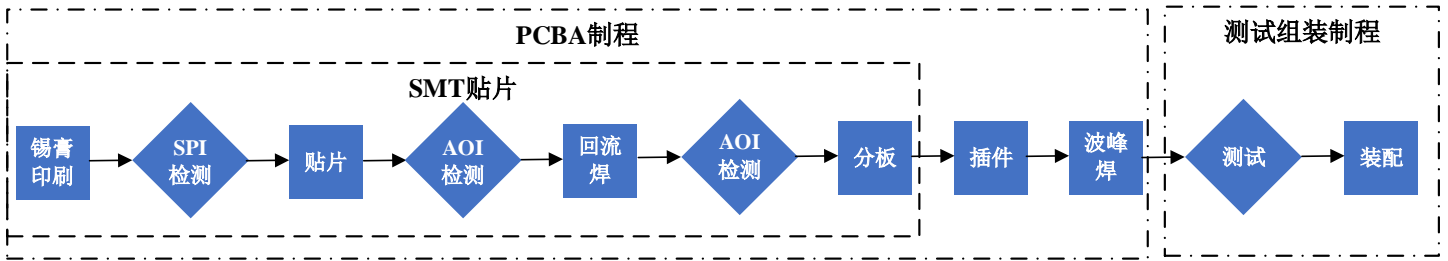 PCBA制程
测试组装制程
SMT贴片
锡膏
印刷
SPI
检测
贴片
AOI
检测
回流
焊
AOI
检测
分板
插件
波峰
焊
测试
装配